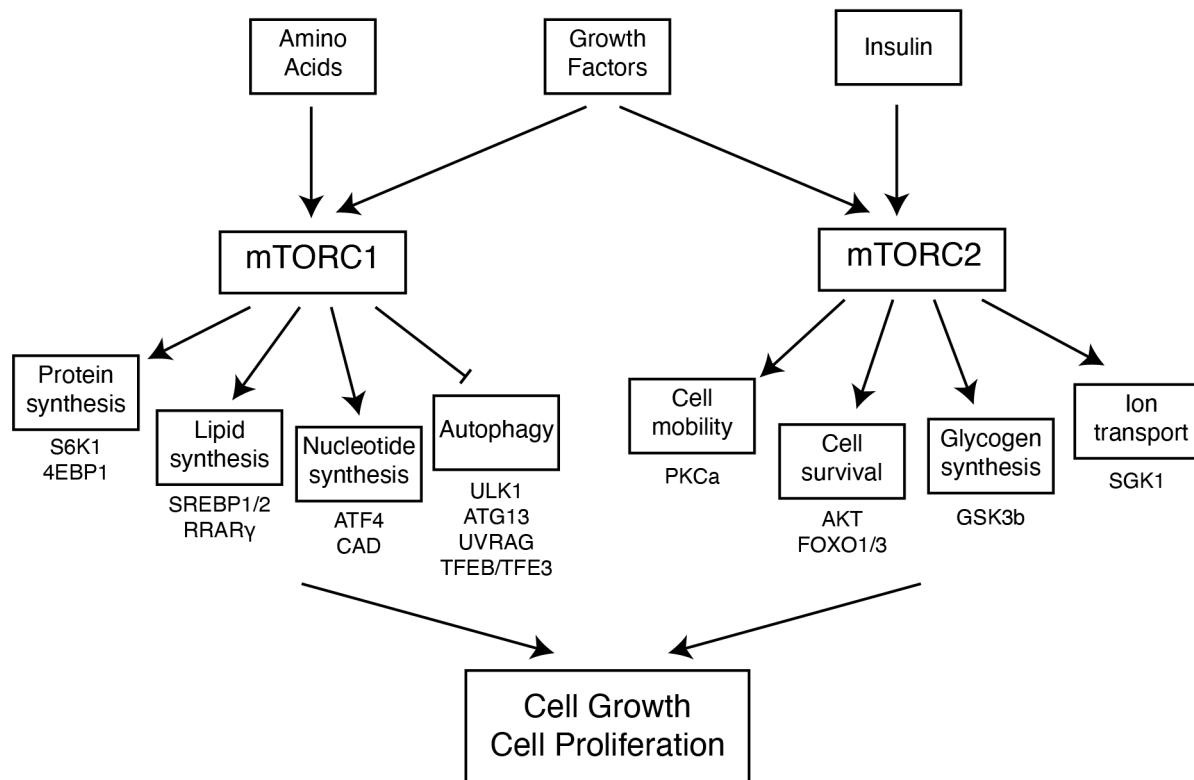 Amino
Acids
Growth
Factors
Insulin
mTORC1
mTORC2
Protein
synthesis
S6K1
4EBP1
Lipid
synthesis
SREBP1/2
RRARγ
Nucleotide
synthesis
ATF4
CAD
Autophagy
ULK1
ATG13
UVRAG
TFEB/TFE3
Cell
mobility
PKCa
Cell
survival
AKT
FOXO1/3
Glycogen
synthesis
GSK3b
Ion
transport
SGK1
Cell Growth
Cell Proliferation